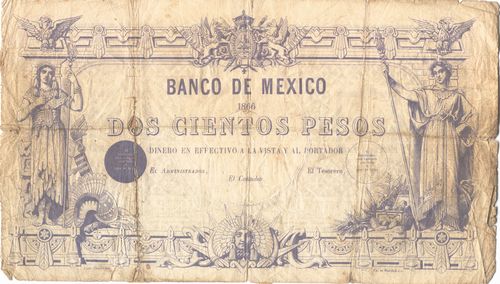 BANCO DE MEXICO
1866
DOS CIENTOS PESOS
DINERO EN EFFECTIVO A LA VISTA Y AL PORTADOR
EL ADMINISTRADOR,
El Contador
El Tesorero,